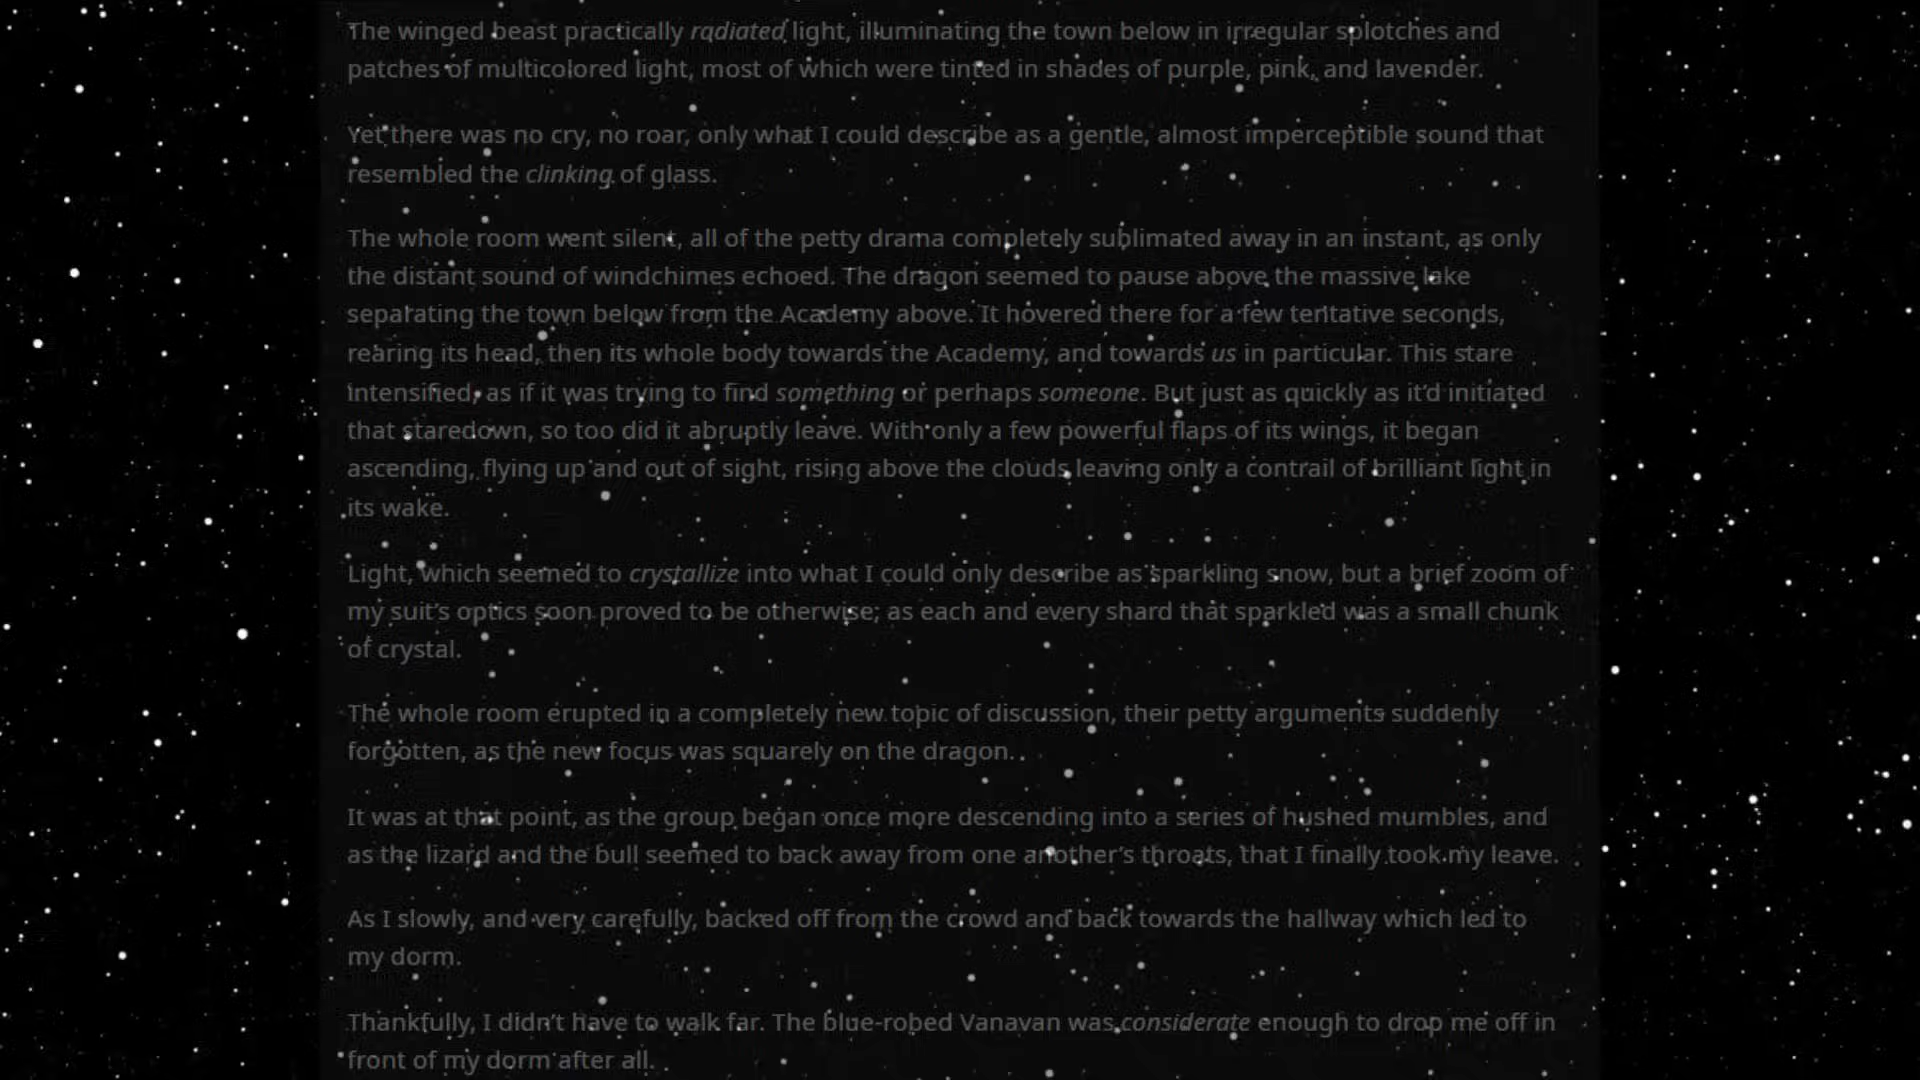 The winged beast practically radiated light, illuminating the town below in irregular splotches and
patches of multicolored light, most of which were tinted in shades of purple, pink, and lavender.
Yet there was no cry, no roar, only what I could describe as a gentle, almost imperceptible sound that
resembled the clinking of glass.
The whole room went silent, all of the petty drama completely sublimated away in an instant, as only
the distant sound of windchimes echoed. The dragon seemed to pause above the massive lake
separating the town below from the Academy above. It hovered there for a few tentative seconds,
rearing its head, then its whole body towards the Academy, and towards us in particular. This stare
intensified, as if it was trying to find something or perhaps someone. But just as quickly as it’d initiated
that staredown, so too did it abruptly leave. With only a few powerful flaps of its wings, it began
ascending, flying up and out of sight, rising above the clouds leaving only a contrail of brilliant light in
its wake.
Light, which seemed to crystallize into what I could only describe as sparkling snow, but a brief zoom of
my suit’s optics soon proved to be otherwise; as each and every shard that sparkled was a small chunk
of crystal.
The whole room erupted in a completely new topic of discussion, their petty arguments suddenly
forgotten, as the new focus was squarely on the dragon.
It was at that point, as the group began once more descending into a series of hushed mumbles, and
as the lizard and the bull seemed to back away from one another’s throats, that I finally took my leave.
As I slowly, and very carefully, backed off from the crowd and back towards the hallway which led to
my dorm.
Thankfully, I didn’t have to walk far. The blue-robed Vanavan was considerate enough to drop me off in
front of my dorm after all.